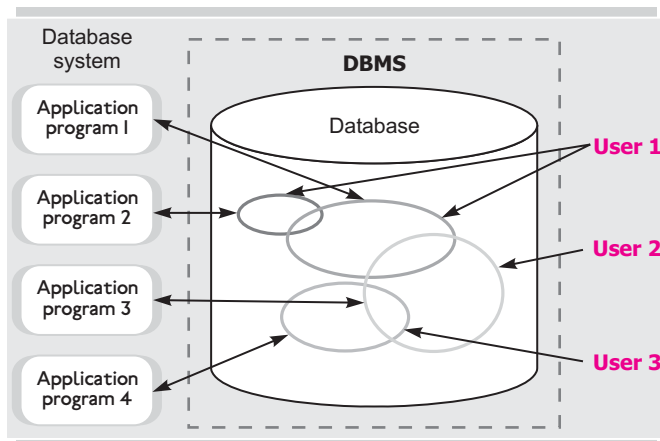 Database
system
DBMS
Application
program 1
Database
User 1
Application
program 2
User 2
Application
program 3
User 3
Application
program 4